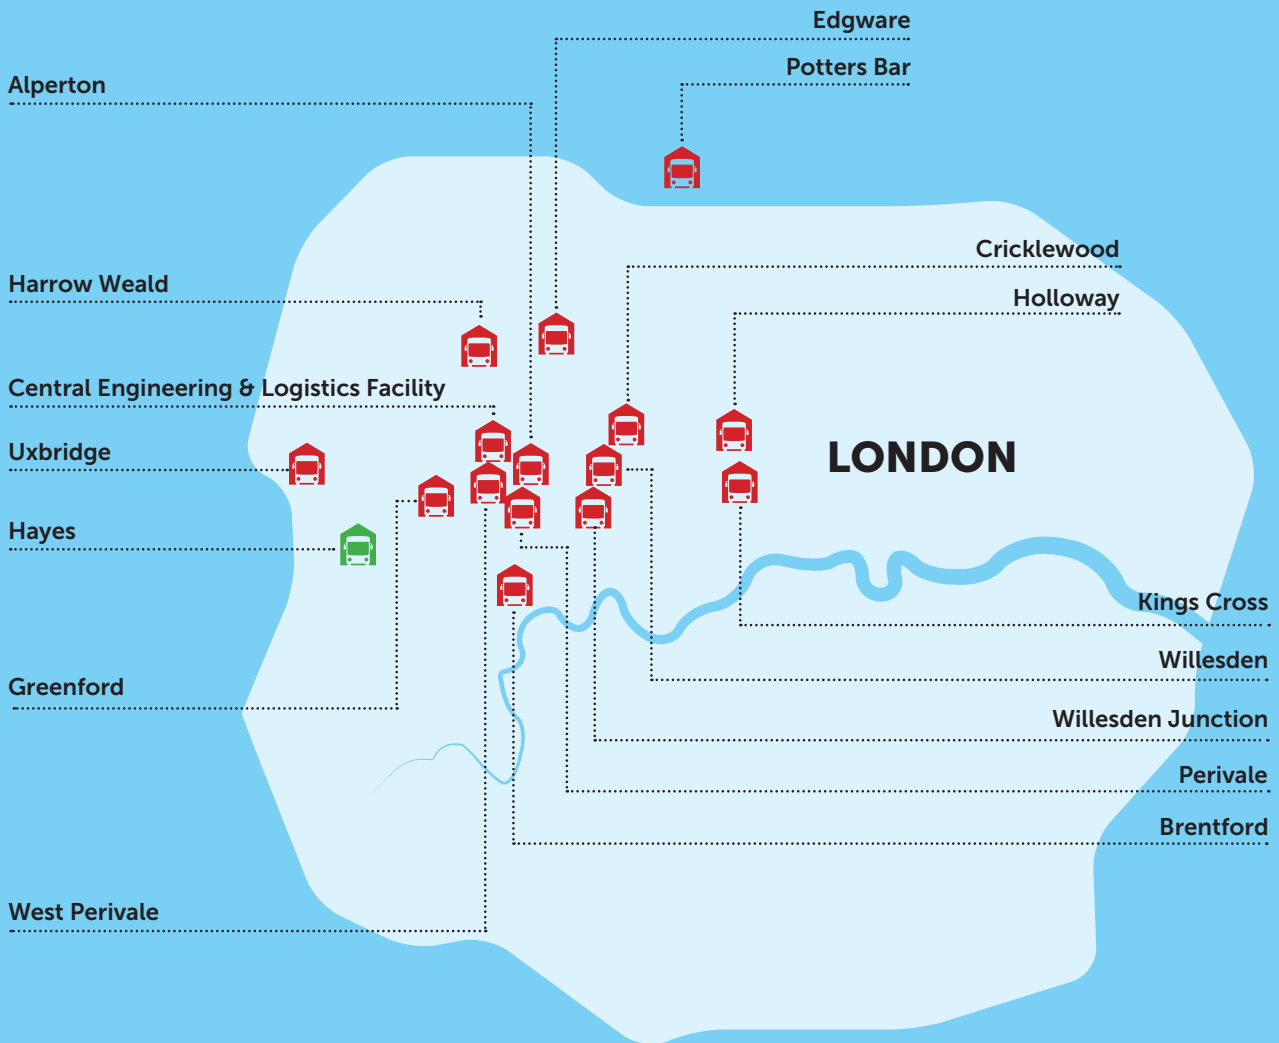 Edgware
Potters Bar
Alperton
Cricklewood
Harrow Weald
Holloway
Central Engineering & Logistics Facility
Uxbridge
LONDON
Hayes
Kings Cross
Willesden
Greenford
Willesden Junction
Perivale
Brentford
West Perivale